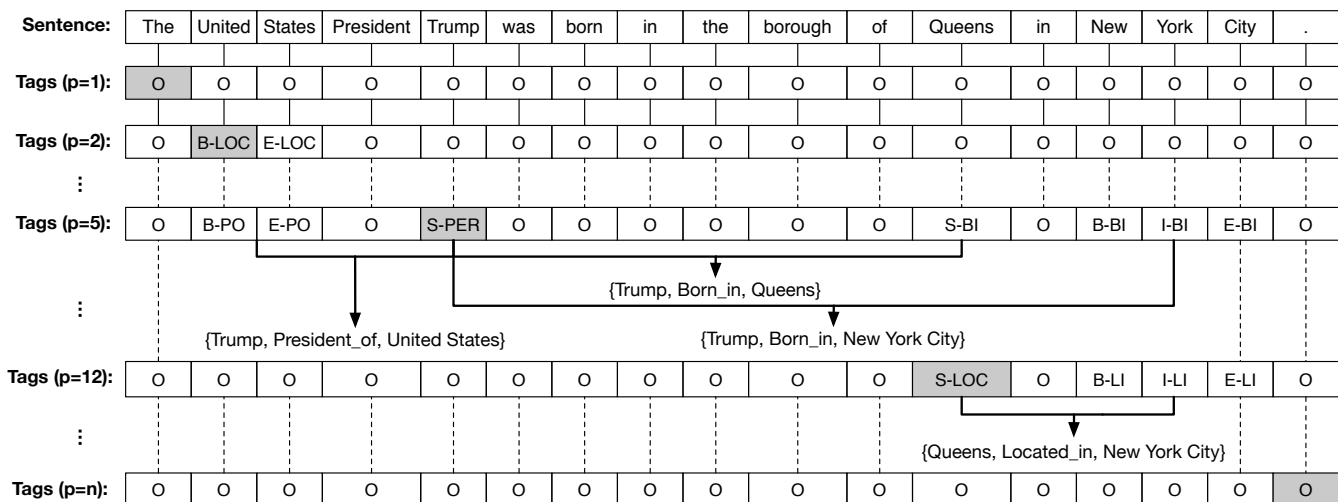 Sentence: The United States President Trump was born in the borough of Queens in New York City .
Tags (p=1): O O O O O O O O O O O O O O O O O
Tags (p=2): O B-LOC E-LOC O O O O O O O O O O O O O O
⋮
Tags (p=5): O B-PO E-PO O S-PER O O O O O O S-BI O B-BI I-BI E-BI O
{Trump, Born_in, Queens}
⋮
{Trump, President_of, United States} {Trump, Born_in, New York City}
Tags (p=12): O O O O O O O O O O O S-LOC O B-LI I-LI E-LI O
⋮
{Queens, Located_in, New York City}
Tags (p=n): O O O O O O O O O O O O O O O O O